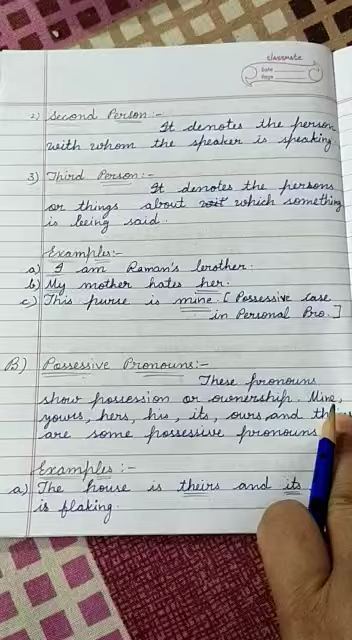 classmate
Date
Page
2) Second Person:-
It denotes the person
with whom the speaker is speaking
3) Third Person:-
It denotes the persons
or things about which something
is being said.
Examples:-
a) I am Raman's brother.
b) My mother hates her.
c) This purse is mine. [Possessive case
in Personal Pro.]
B) Possessive Pronouns:-
These pronouns
show possession or ownership. Mine,
yours, hers, his, its, ours, and
are some possessive pronouns
Examples:-
a) The house is theirs and its
is flaking.